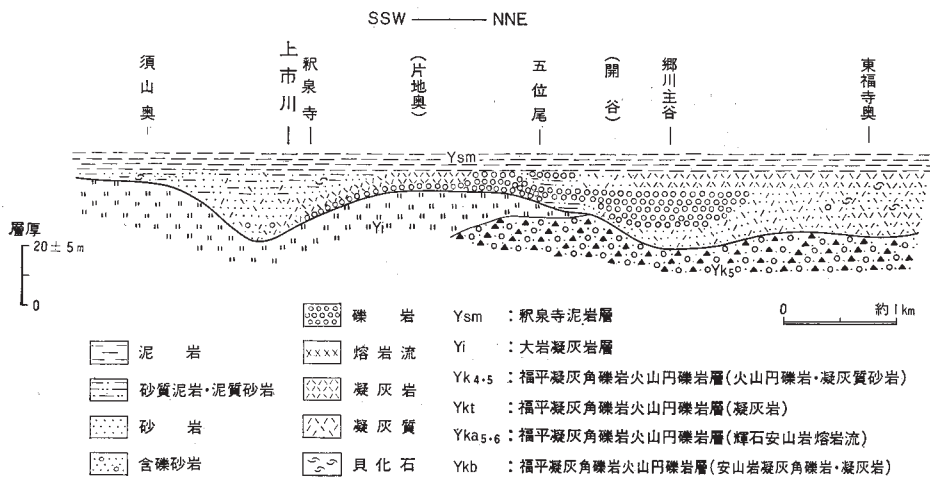 SSW NNE
須山奥
上市川
釈泉寺
(片地奥)
五位尾
(開谷)
郷川主谷
東福寺奥
Ysm
Yi
Yk₅
層厚
20±5m
0
0 約1km
礫岩
泥岩
熔岩流
砂質泥岩・泥質砂岩
凝灰岩
砂岩
凝灰質
含礫砂岩
貝化石
Ysm :釈泉寺泥岩層
Yi :大岩凝灰岩層
Yk₄・₅ :福平凝灰角礫岩火山円礫岩層(火山円礫岩・凝灰質砂岩)
Ykt :福平凝灰角礫岩火山円礫岩層(凝灰岩)
Yka₅・₆ :福平凝灰角礫岩火山円礫岩層(輝石安山岩熔岩流)
Ykb :福平凝灰角礫岩火山円礫岩層(安山岩凝灰角礫岩・凝灰岩)